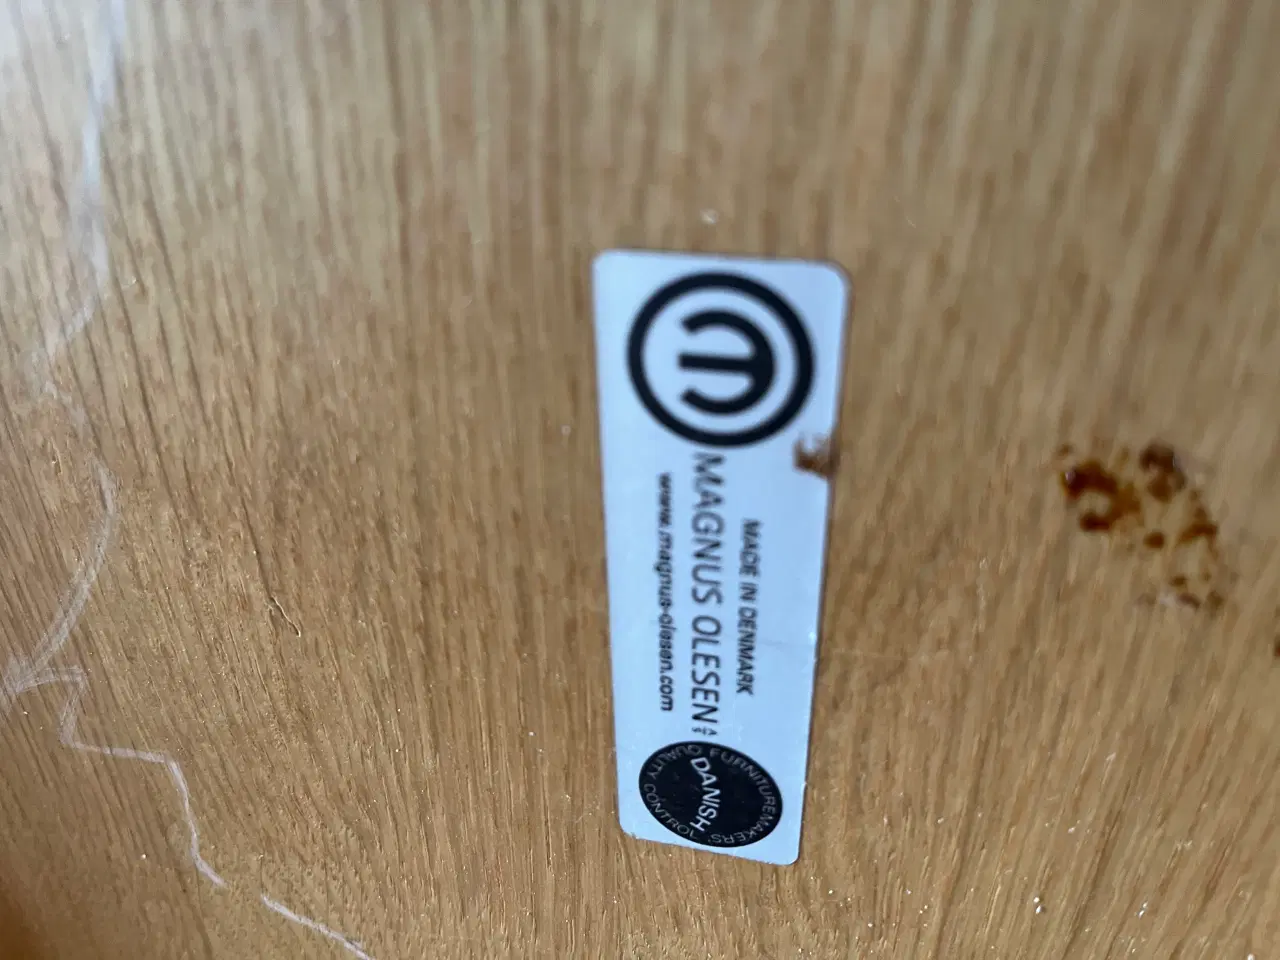 MADE IN DENMARK
MAGNUS OLESEN A/S
www.magnus-olesen.com
DANISH
FURNITUREMAKERS'
QUALITY CONTROL